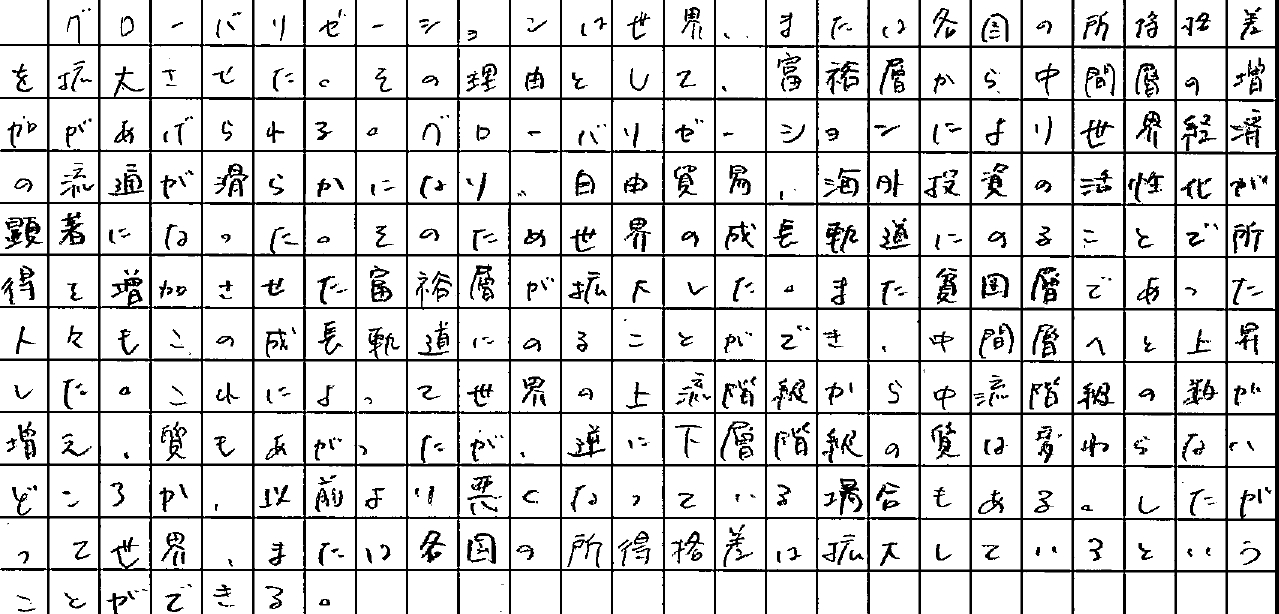 グローバリゼーションは世界、または各国の所得格差
を拡大させた。その理由として、富裕層から中間層の増
加があげられる。グローバリゼーションにより世界経済
の流通が滑らかになり、自由貿易、海外投資の活性化が
顕著になった。そのため世界の成長軌道にのることで所
得を増加させた富裕層が拡大した。また貧困層であった
人々もこの成長軌道にのることができ、中間層へと上昇
した。これによって世界の上流階級から中流階級の数が
増え、質もあがったが、逆に下層階級の質は変わらない
どころか、以前より悪くなっている場合もある。したが
って世界、または各国の所得格差は拡大しているという
ことができる。